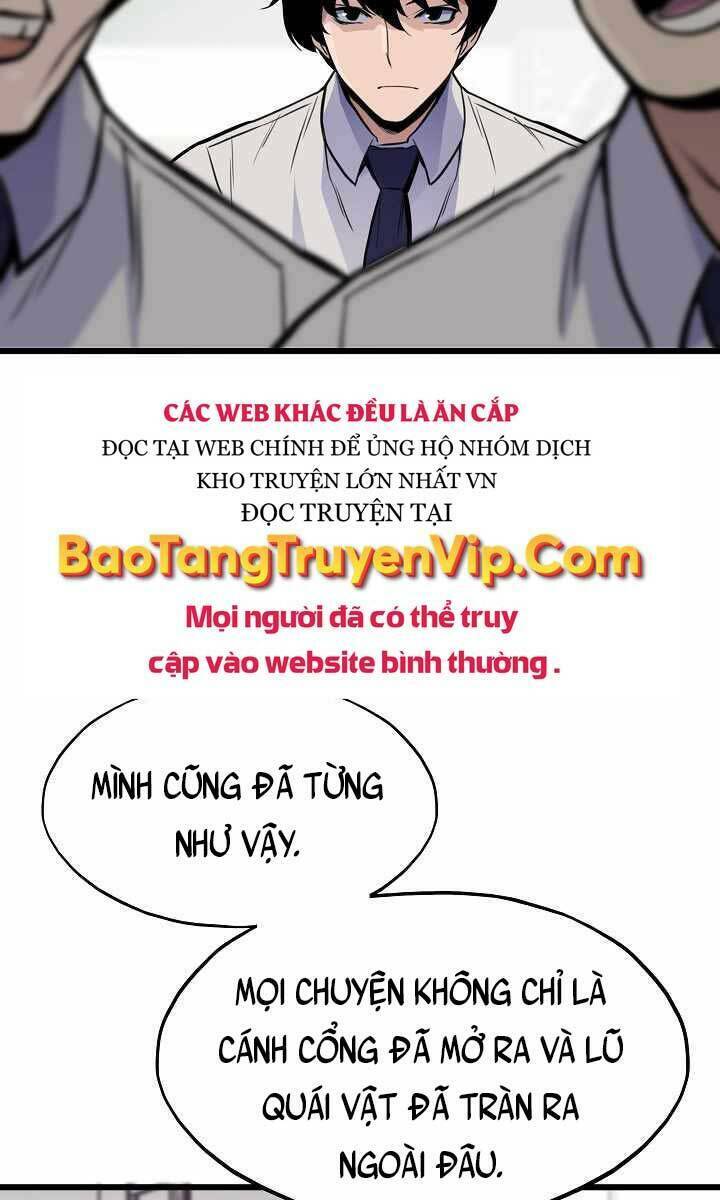 CÁC WEB KHÁC ĐỀU LÀ ĂN CẮP
ĐỌC TẠI WEB CHÍNH ĐỂ ỦNG HỘ NHÓM DỊCH
KHO TRUYỆN LỚN NHẤT VN
ĐỌC TRUYỆN TẠI
BaoTangTruyenVip.Com
Mọi người đã có thể truy
cập vào website bình thường .
MÌNH CŨNG ĐÃ TỪNG
NHƯ VẬY.
MỌI CHUYỆN KHÔNG CHỈ LÀ
CÁNH CỔNG ĐÃ MỞ RA VÀ LŨ
QUÁI VẬT ĐÃ TRÀN RA
NGOÀI ĐÂU.